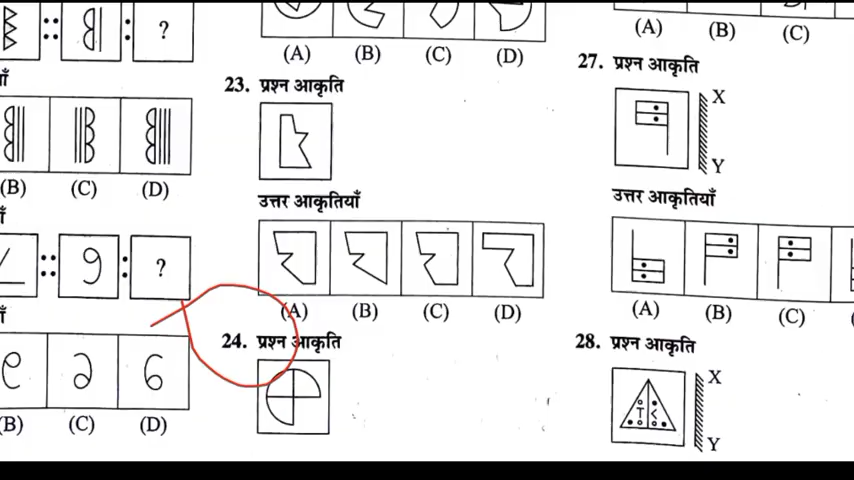 ?
याँ
(B) (C) (D)
याँ
?
याँ
(B) (C) (D)
(A) (B) (C) (D)
23. प्रश्न आकृति
उत्तर आकृतियाँ
(A) (B) (C) (D)
24. प्रश्न आकृति
(A) (B) (C)
27. प्रश्न आकृति
X
Y
उत्तर आकृतियाँ
(A) (B) (C)
28. प्रश्न आकृति
X
T
Y